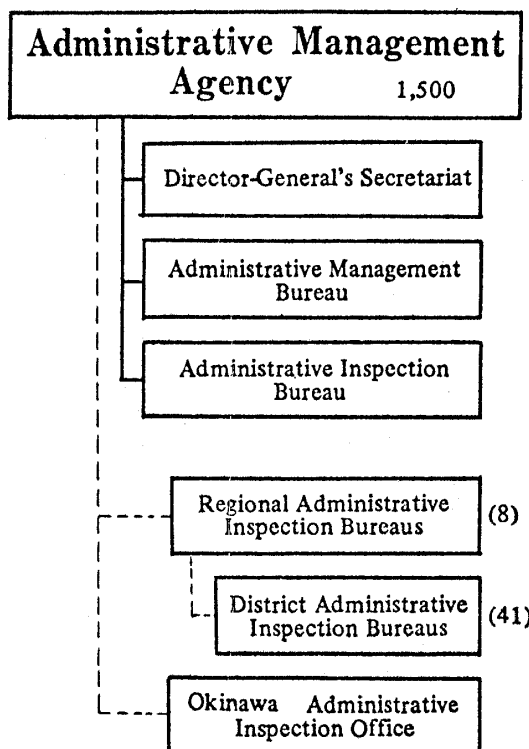 Administrative Management
Agency 1,500
Director-General's Secretariat
Administrative Management
Bureau
Administrative Inspection
Bureau
Regional Administrative
Inspection Bureaus (8)
District Administrative
Inspection Bureaus (41)
Okinawa Administrative
Inspection Office